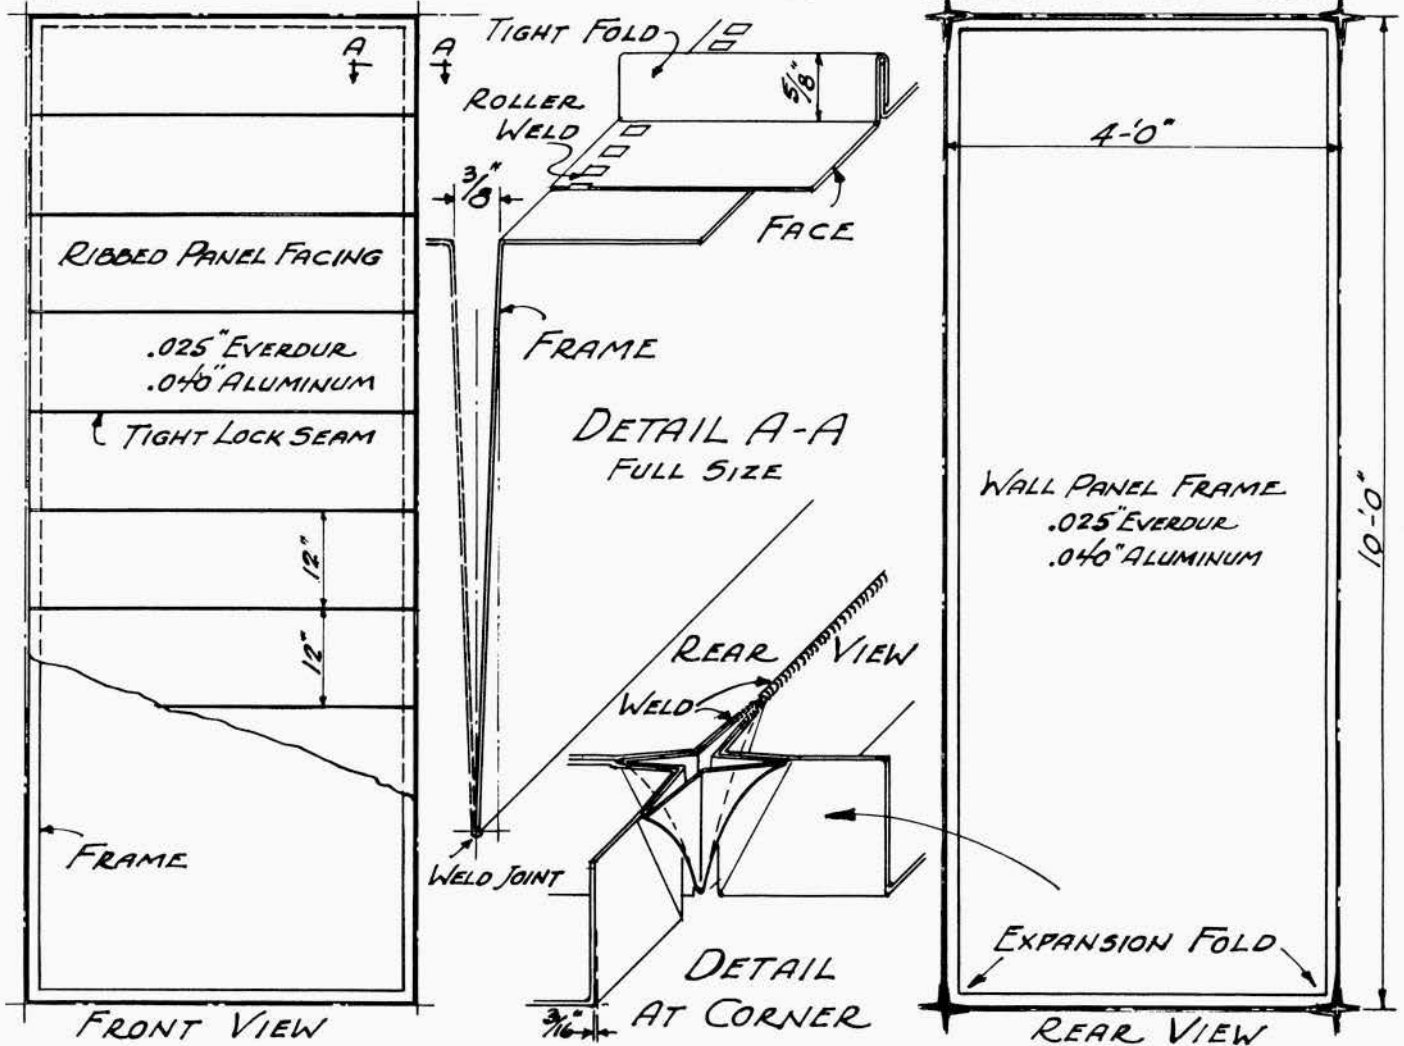 A A
RIBBED PANEL FACING
.025" EVERDUR
.040" ALUMINUM
TIGHT LOCK SEAM
12"
12"
FRAME
FRONT VIEW
TIGHT FOLD
5/8"
ROLLER
WELD
3/8"
FACE
FRAME
DETAIL A-A
FULL SIZE
WELD JOINT
REAR VIEW
WELD
3/16"
DETAIL
AT CORNER
4'-0"
WALL PANEL FRAME
.025" EVERDUR
.040" ALUMINUM
10'-0"
EXPANSION FOLD
REAR VIEW